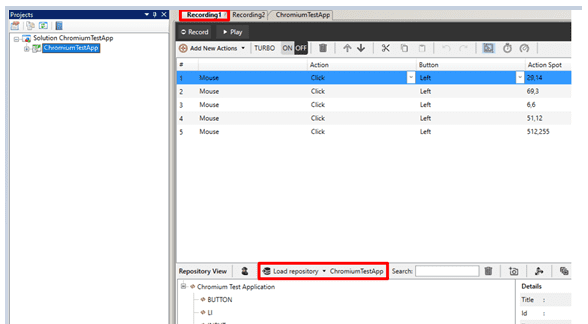 Projects
Solution ChromiumTestApp
ChromiumTestApp
Recording1 Recording2 ChromiumTestApp
Record Play
Add New Actions TURBO ON OFF
# Action Button Action Spot
1 Mouse Click Left 28,14
2 Mouse Click Left 69,3
3 Mouse Click Left 6,6
4 Mouse Click Left 51,12
5 Mouse Click Left 512,255
Repository View Load repository ChromiumTestApp Search:
Chromium Test Application Details
BUTTON Title :
LI Id :